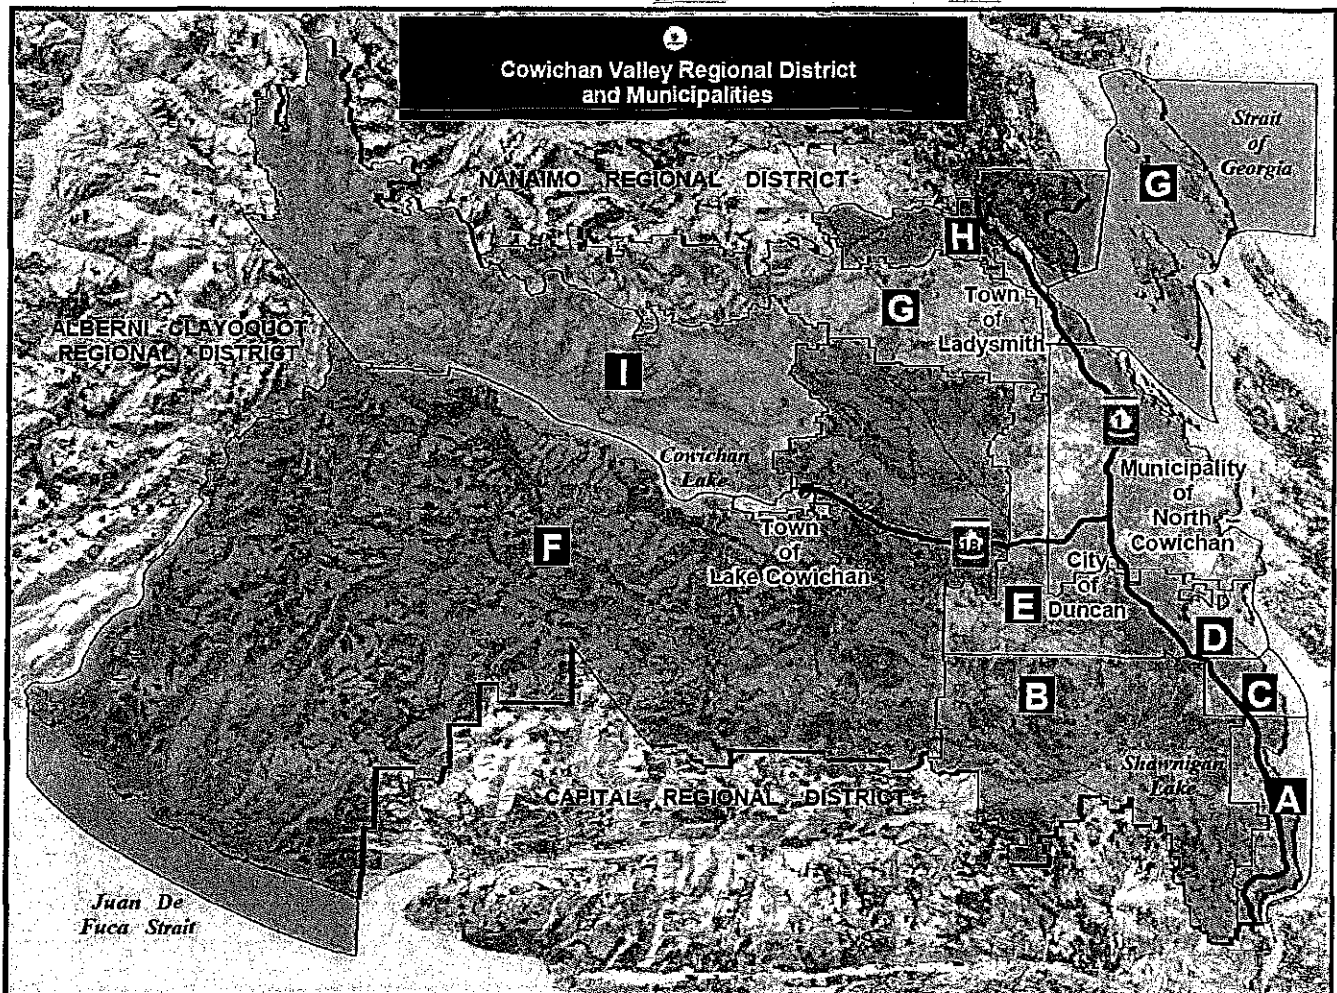 Cowichan Valley Regional District
and Municipalities
Strait
of
Georgia
NANAIMO REGIONAL DISTRICT
G
H
G
Town
of
Ladysmith
ALBERNI CLAYOQUOT
REGIONAL DISTRICT
I
1
Cowichan
Lake
Municipality
of
North
Cowichan
Town
of
Lake Cowichan
18
F
City
of
Duncan
E
D
B
C
Shawnigan
Lake
A
CAPITAL REGIONAL DISTRICT
Juan De
Fuca Strait